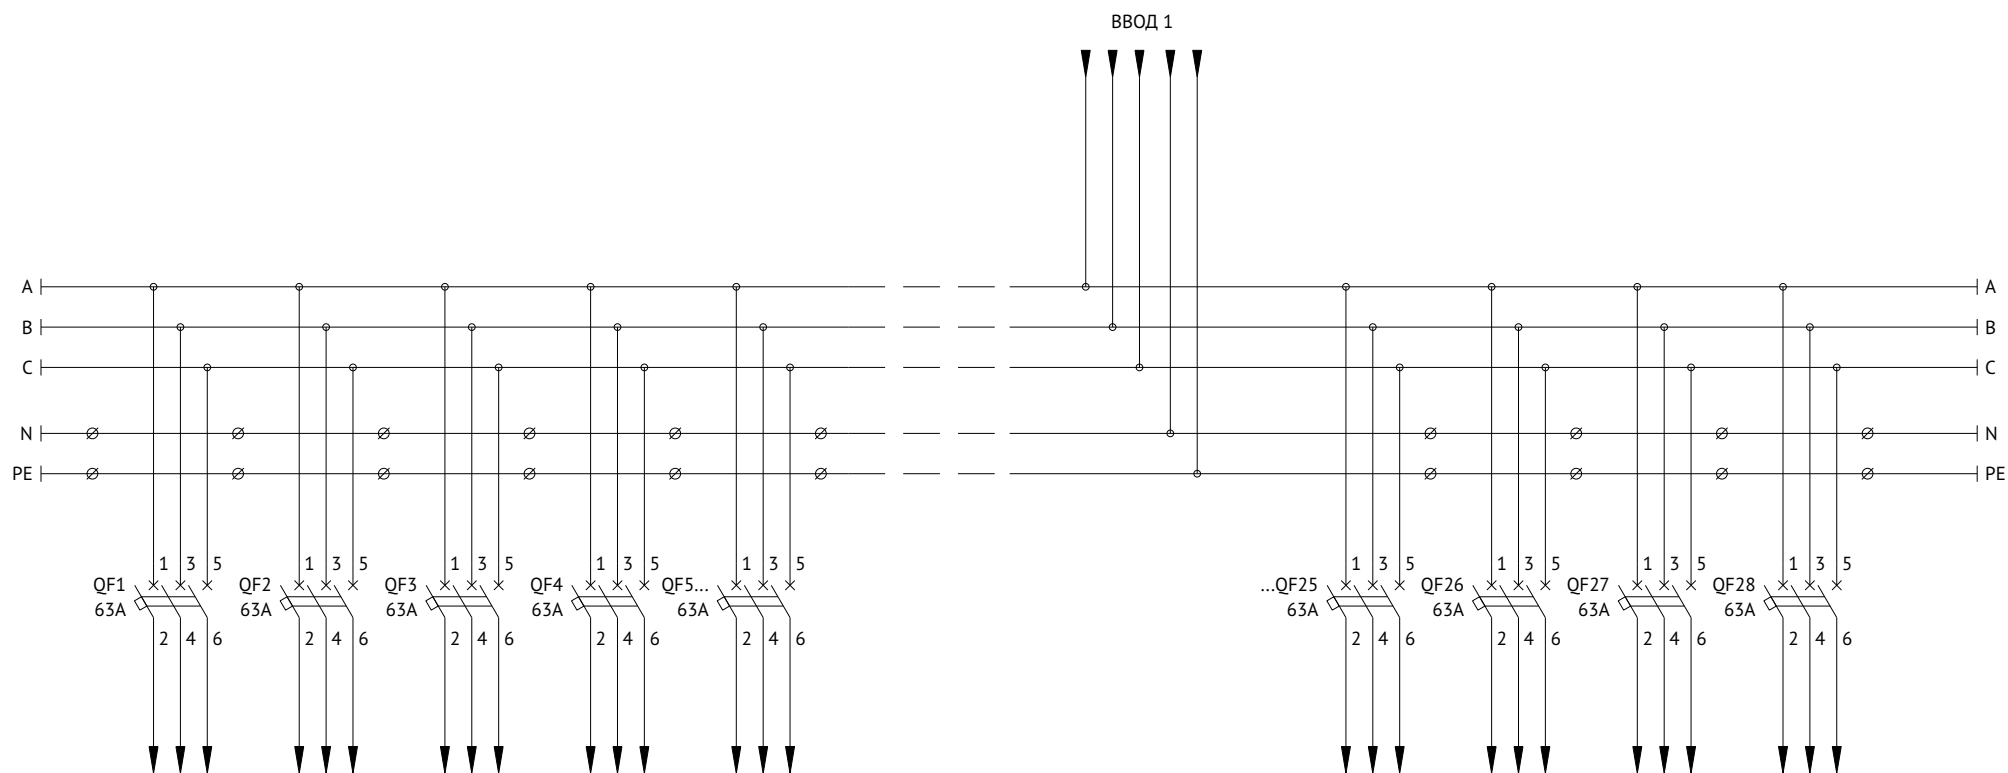 ВВОД 1
A A
B B
C C
N N
PE PE
1 3 5 1 3 5 1 3 5 1 3 5 1 3 5 1 3 5 1 3 5 1 3 5 1 3 5
QF1 QF2 QF3 QF4 QF5... ...QF25 QF26 QF27 QF28
63A 63A 63A 63A 63A 63A 63A 63A 63A
2 4 6 2 4 6 2 4 6 2 4 6 2 4 6 2 4 6 2 4 6 2 4 6 2 4 6